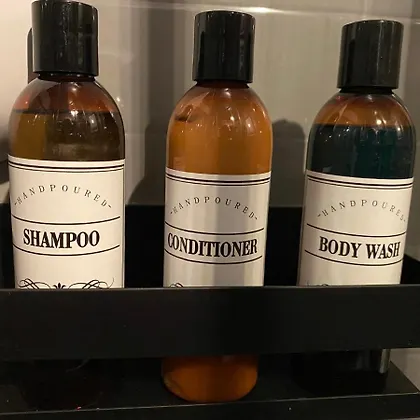 -HANDPOURED-
SHAMPOO
-HANDPOURED-
CONDITIONER
-HANDPOURED-
BODY WASH